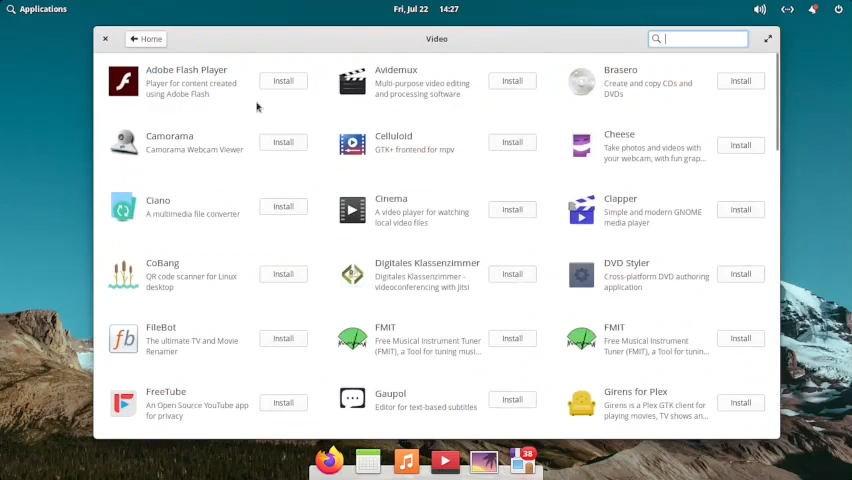 Applications
Fri, Jul 22 14:27
Home
Video
Adobe Flash Player
Player for content created
using Adobe Flash
Install
Avidemux
Multi-purpose video editing
and processing software
Install
Brasero
Create and copy CDs and
DVDs
Install
Camorama
Camorama Webcam Viewer
Install
Celluloid
GTK+ frontend for mpv
Install
Cheese
Take photos and videos with
your webcam, with fun grap...
Install
Ciano
A multimedia file converter
Install
Cinema
A video player for watching
local video files
Install
Clapper
Simple and modern GNOME
media player
Install
CoBang
QR code scanner for Linux
desktop
Install
Digitales Klassenzimmer
Digitales Klassenzimmer -
videoconferencing with Jitsi
Install
DVD Styler
Cross-platform DVD authoring
application
Install
fb
FileBot
The ultimate TV and Movie
Renamer
Install
FMIT
Free Musical Instrument Tuner
(FMIT), a Tool for tuning musi...
Install
FMIT
Free Musical Instrument
Tuner (FMIT), a Tool for tunin...
Install
FreeTube
An Open Source YouTube app
for privacy
Install
Gaupol
Editor for text-based subtitles
Install
Girens for Plex
Girens is a Plex GTK client for
playing movies, TV shows an...
Install
38